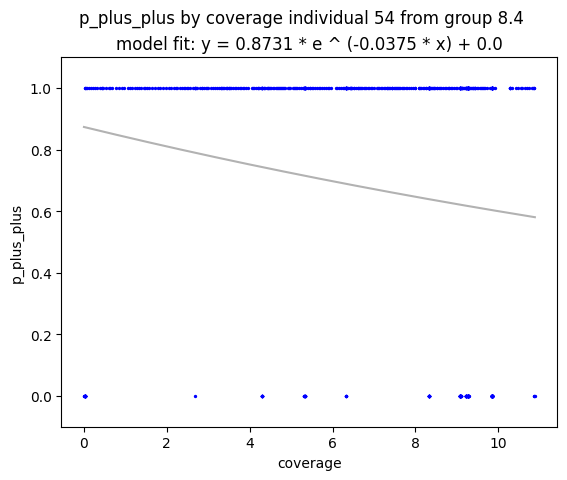 p_plus_plus by coverage individual 54 from group 8.4
model fit: y = 0.8731 * e ^ (-0.0375 * x) + 0.0
1.0
0.8
0.6
0.4
0.2
0.0
p_plus_plus
0 2 4 6 8 10
coverage